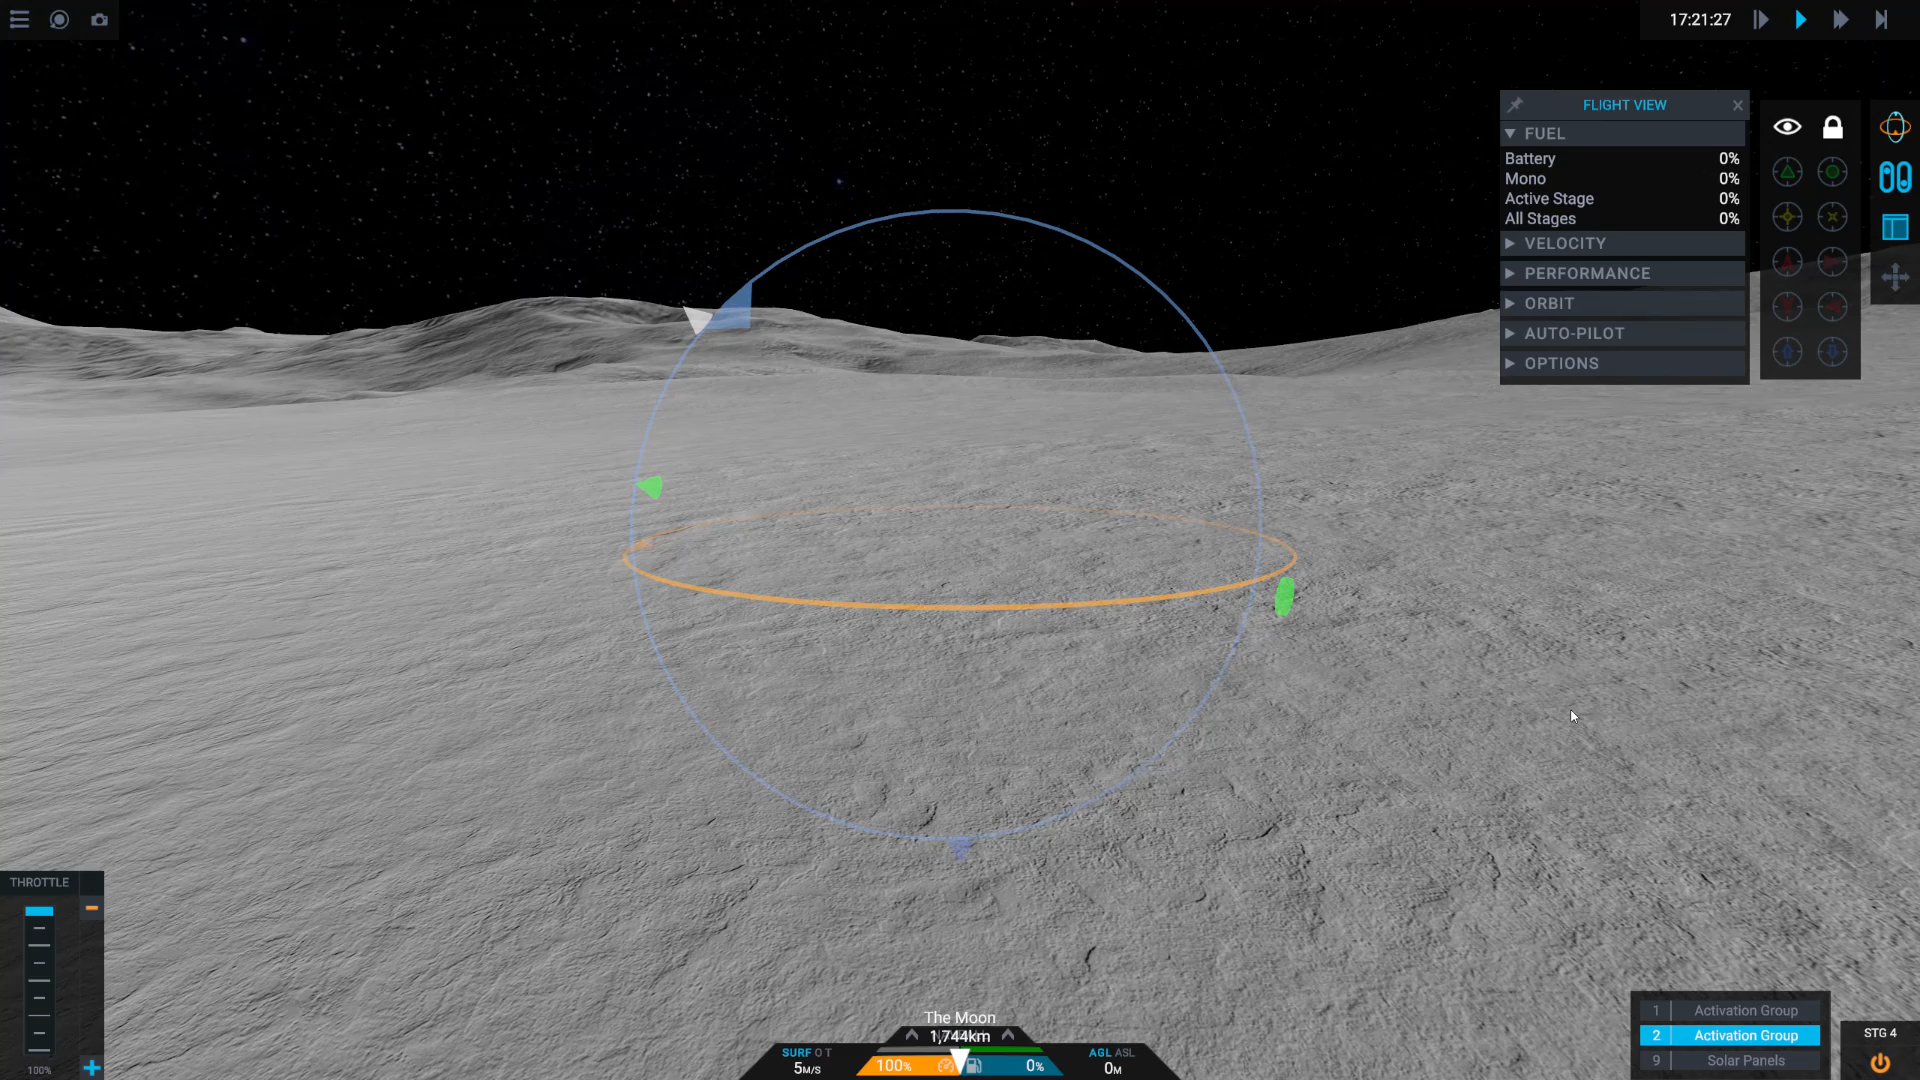 17:21:27
FLIGHT VIEW
FUEL
Battery 0%
Mono 0%
Active Stage 0%
All Stages 0%
VELOCITY
PERFORMANCE
ORBIT
AUTO-PILOT
OPTIONS
THROTTLE
100%
The Moon
1,744km
SURF O T
5M/S
100%
0%
AGL ASL
0M
1 Activation Group
2 Activation Group
9 Solar Panels
STG 4